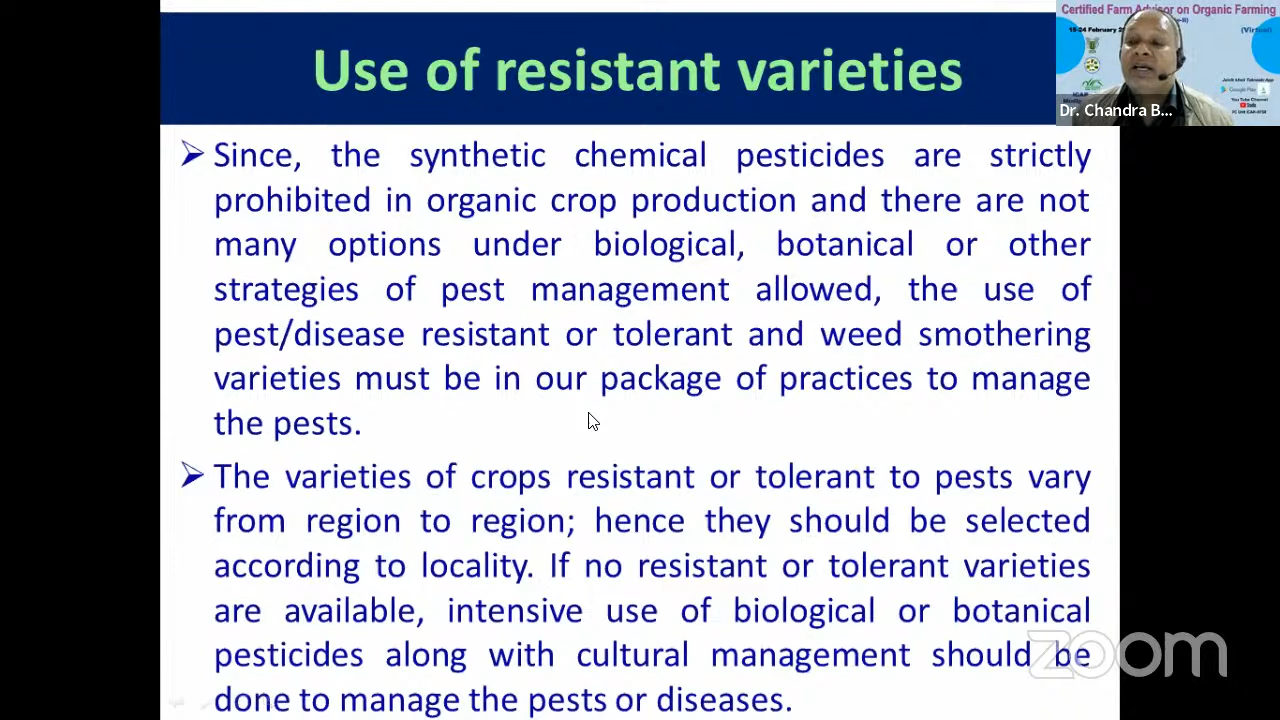 Use of resistant varieties
Since, the synthetic chemical pesticides are strictly
prohibited in organic crop production and there are not
many options under biological, botanical or other
strategies of pest management allowed, the use of
pest/disease resistant or tolerant and weed smothering
varieties must be in our package of practices to manage
the pests.
The varieties of crops resistant or tolerant to pests vary
from region to region; hence they should be selected
according to locality. If no resistant or tolerant varieties
are available, intensive use of biological or botanical
pesticides along with cultural management should be
done to manage the pests or diseases.
Certified Farm Advisor on Organic Farming
(Virtual)
Google Play
You Tube Channel
Dr. Chandra B...
zoom